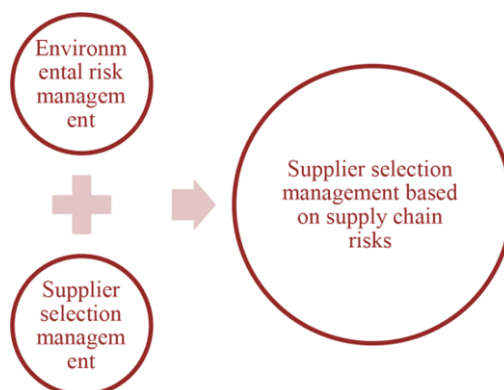 Environm
ental risk
managem
ent
Supplier
selection
managem
ent
Supplier selection
management based
on supply chain
risks